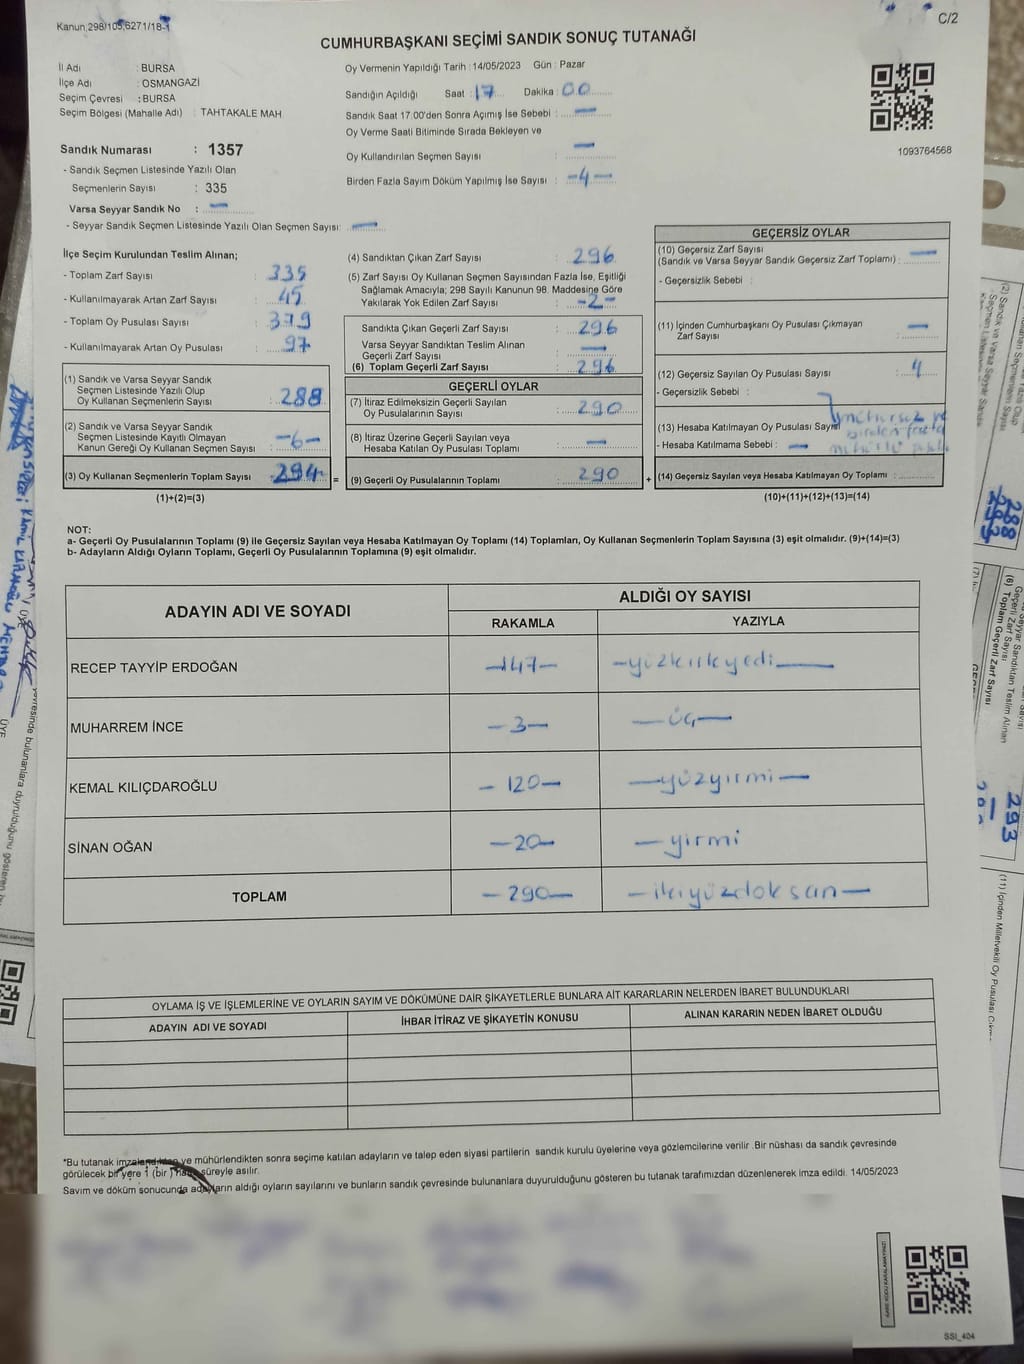 Kanun,298/105,6271/18-1
C/2
CUMHURBAŞKANI SEÇİMİ SANDIK SONUÇ TUTANAĞI
İl Adı : BURSA
İlçe Adı : OSMANGAZİ
Seçim Çevresi : BURSA
Seçim Bölgesi (Mahalle Adı) : TAHTAKALE MAH
Oy Vermenin Yapıldığı Tarih :14/05/2023 Gün : Pazar
Sandığın Açıldığı Saat : 17 Dakika : 00
Sandık Saat 17.00'den Sonra Açımış İse Sebebi : —
Oy Verme Saati Bitiminde Sırada Bekleyen ve
Oy Kullandırılan Seçmen Sayısı : —
Birden Fazla Sayım Döküm Yapılmış İse Sayısı : -4-
1093764568
Sandık Numarası : 1357
- Sandık Seçmen Listesinde Yazılı Olan
Seçmenlerin Sayısı : 335
Varsa Seyyar Sandık No : —
- Seyyar Sandık Seçmen Listesinde Yazılı Olan Seçmen Sayısı: —
İlçe Seçim Kurulundan Teslim Alınan;
- Toplam Zarf Sayısı : 335
- Kullanılmayarak Artan Zarf Sayısı : 45
- Toplam Oy Pusulası Sayısı : 379
- Kullanılmayarak Artan Oy Pusulası : 97
(1) Sandık ve Varsa Seyyar Sandık
Seçmen Listesinde Yazılı Olup
Oy Kullanan Seçmenlerin Sayısı : 288
(2) Sandık ve Varsa Seyyar Sandık
Seçmen Listesinde Kayıtlı Olmayan
Kanun Gereği Oy Kullanan Seçmen Sayısı : -6-
(3) Oy Kullanan Seçmenlerin Toplam Sayısı : 294
(1)+(2)=(3)
(4) Sandıktan Çıkan Zarf Sayısı : 296
(5) Zarf Sayısı Oy Kullanan Seçmen Sayısından Fazla İse, Eşitliği
Sağlamak Amacıyla; 298 Sayılı Kanunun 98. Maddesine Göre
Yakılarak Yok Edilen Zarf Sayısı : -2-
Sandıkta Çıkan Geçerli Zarf Sayısı : 296
Varsa Seyyar Sandıktan Teslim Alınan
Geçerli Zarf Sayısı : —
(6) Toplam Geçerli Zarf Sayısı : 296
GEÇERLİ OYLAR
(7) İtiraz Edilmeksizin Geçerli Sayılan
Oy Pusulalarının Sayısı : 290
(8) İtiraz Üzerine Geçerli Sayılan veya
Hesaba Katılan Oy Pusulaları Toplamı : —
= (9) Geçerli Oy Pusulalarının Toplamı : 290 +
GEÇERSİZ OYLAR
(10) Geçersiz Zarf Sayısı
(Sandık ve Varsa Seyyar Sandık Geçersiz Zarf Toplamı) : —
- Geçersizlik Sebebi :
(11) İçinden Cumhurbaşkanı Oy Pusulası Çıkmayan
Zarf Sayısı : —
(12) Geçersiz Sayılan Oy Pusulası Sayısı : 4
- Geçersizlik Sebebi :
mühürsüz ve
birden fazla
mühürlü pusula
(13) Hesaba Katılmayan Oy Pusulası Sayısı
- Hesaba Katılmama Sebebi : —
(14) Geçersiz Sayılan veya Hesaba Katılmayan Oy Toplamı :
(10)+(11)+(12)+(13)=(14)
NOT:
a- Geçerli Oy Pusulalarının Toplamı (9) ile Geçersiz Sayılan veya Hesaba Katılmayan Oy Toplamı (14) Toplamları, Oy Kullanan Seçmenlerin Toplam Sayısına (3) eşit olmalıdır. (9)+(14)=(3)
b- Adayların Aldığı Oyların Toplamı, Geçerli Oy Pusulalarının Toplamına (9) eşit olmalıdır.
ADAYIN ADI VE SOYADI
ALDIĞI OY SAYISI
RAKAMLA YAZIYLA
RECEP TAYYİP ERDOĞAN -147- -yüzkırkyedi-
MUHARREM İNCE -3- -üç-
KEMAL KILIÇDAROĞLU -120- -yüzyirmi-
SİNAN OĞAN -20- -yirmi
TOPLAM -290- -ikiyüzdoksan-
OYLAMA İŞ VE İŞLEMLERİNE VE OYLARIN SAYIM VE DÖKÜMÜNE DAİR ŞİKAYETLERLE BUNLARA AİT KARARLARIN NELERDEN İBARET BULUNDUKLARI
ADAYIN ADI VE SOYADI İHBAR İTİRAZ VE ŞİKAYETİN KONUSU ALINAN KARARIN NEDEN İBARET OLDUĞU
*Bu tutanak imzalandıktan ve mühürlendikten sonra seçime katılan adayların ve talep eden siyasi partilerin sandık kurulu üyelerine veya gözlemcilerine verilir .Bir nüshası da sandık çevresinde
görülecek bir yere 1 (bir ) hafta süreyle asılır.
Sayım ve döküm sonucunda adayların aldığı oyların sayılarını ve bunların sandık çevresinde bulunanlara duyurulduğunu gösteren bu tutanak tarafımızdan düzenlenerek imza edildi. 14/05/2023
SSİ_404
288
293
(6) Toplam Geçerli Zarf Sayısı
293
(11) İçinden Milletvekili Oy Pusulası